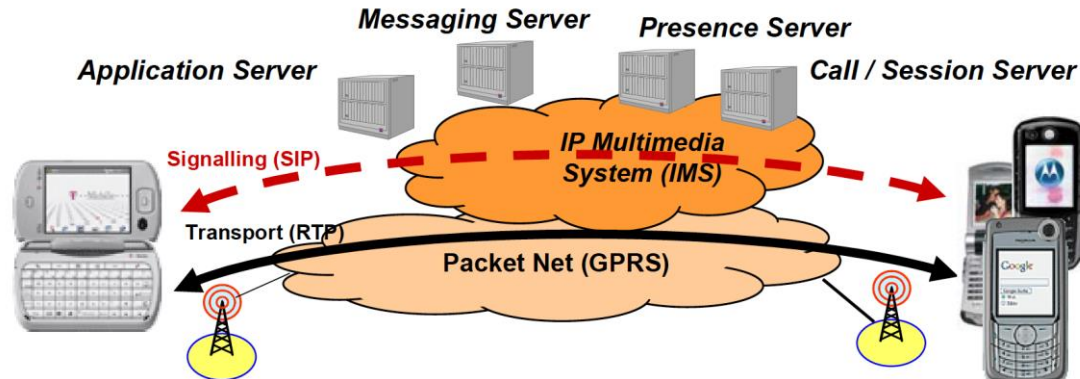 Messaging Server
Presence Server
Application Server
Call / Session Server
IP Multimedia
System (IMS)
Signalling (SIP)
Transport (RTP)
Packet Net (GPRS)
Google